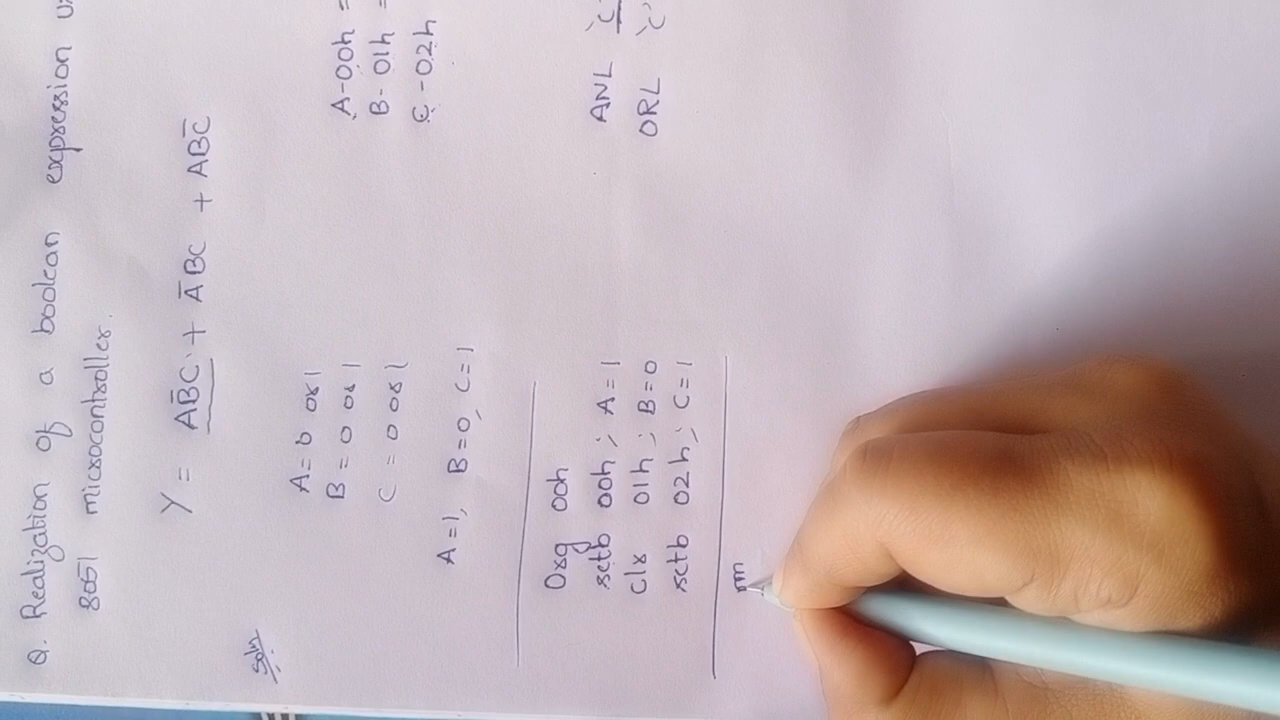 Q. Realization of a boolean expression
8051 microcontroller.
Y = AB̅C + A̅BC + ABC̅
Soln
A = 0 or 1
B = 0 or 1
C = 0 or 1
A - 00h =
B - 01h =
C - 02h
A = 1, B = 0, C = 1
Org 00h
setb 00h ; A = 1
clr 01h ; B = 0
setb 02h ; C = 1
ANL 'C
ORL 'C'
m